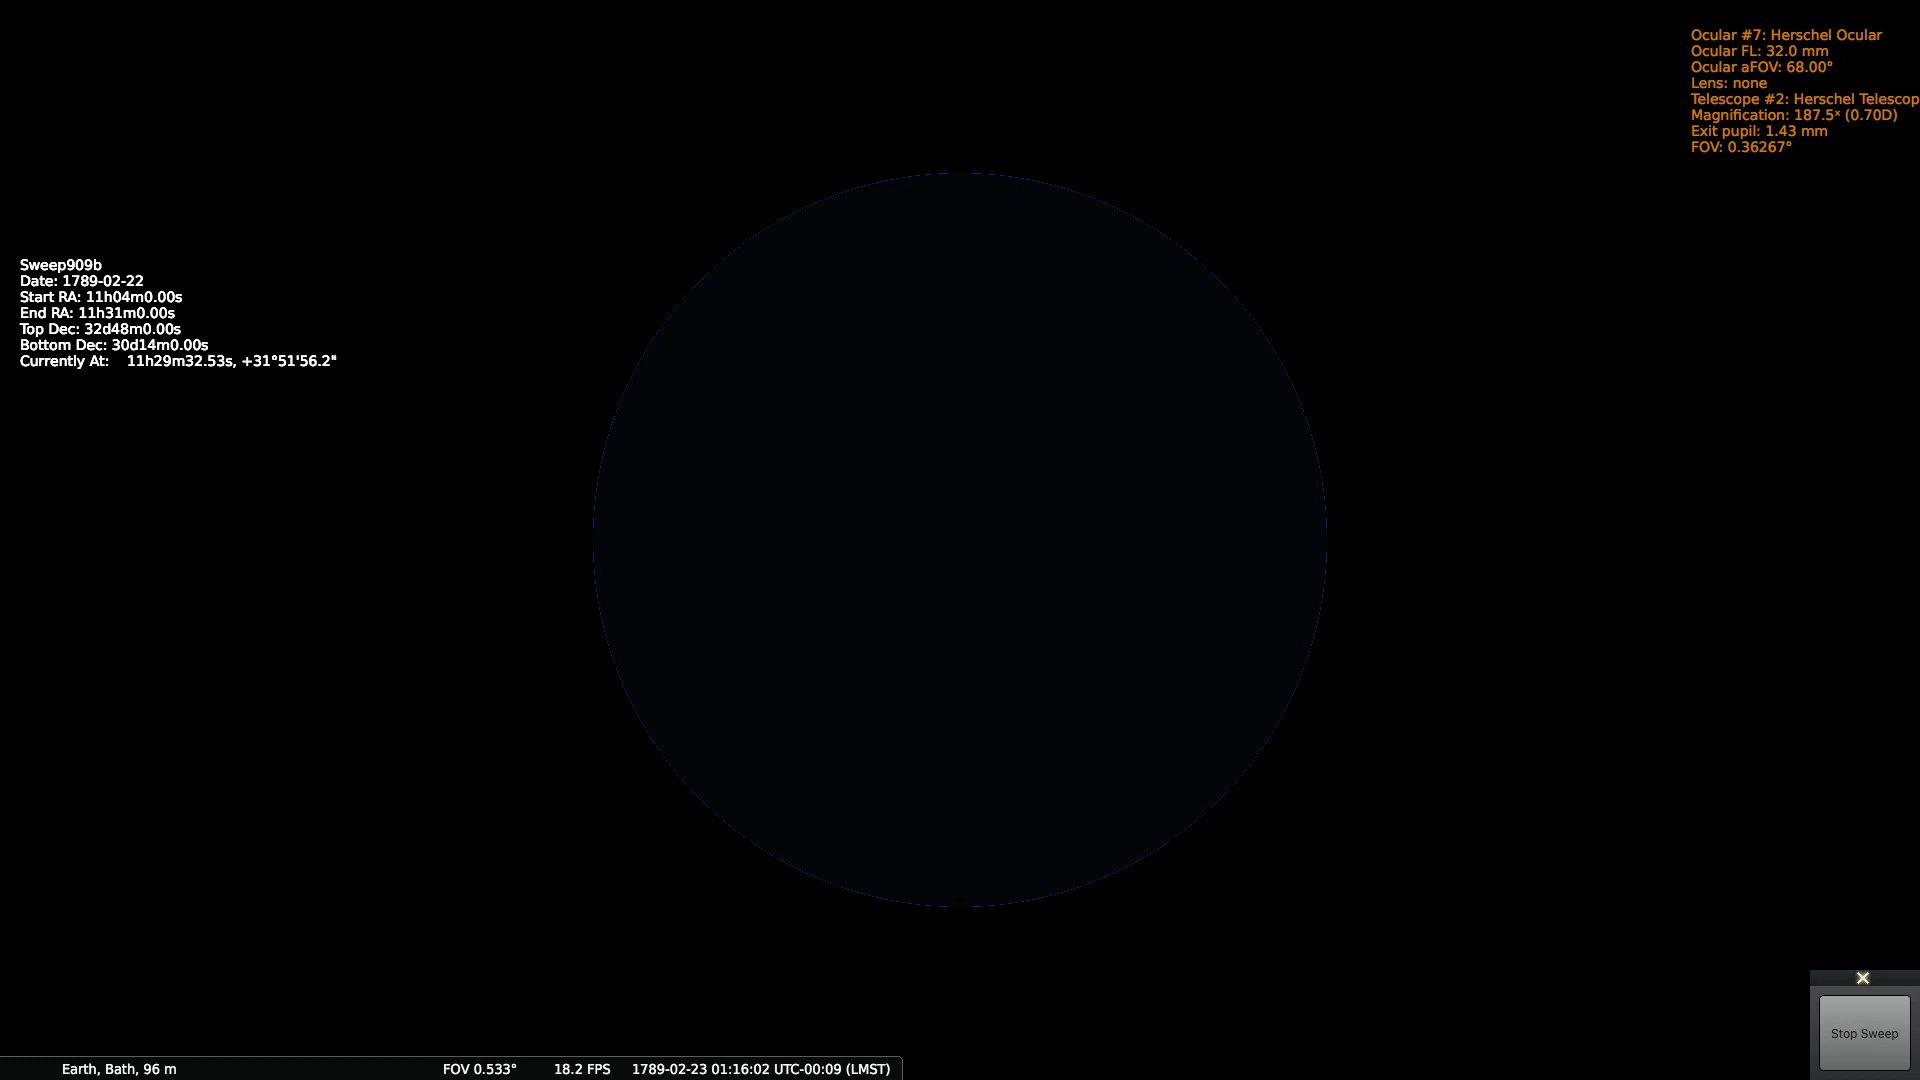 Ocular #7: Herschel Ocular
Ocular FL: 32.0 mm
Ocular aFOV: 68.00°
Lens: none
Telescope #2: Herschel Telescop
Magnification: 187.5ˣ (0.70D)
Exit pupil: 1.43 mm
FOV: 0.36267°
Sweep909b
Date: 1789-02-22
Start RA: 11h04m0.00s
End RA: 11h31m0.00s
Top Dec: 32d48m0.00s
Bottom Dec: 30d14m0.00s
Currently At: 11h29m32.53s, +31°51'56.2"
Stop Sweep
Earth, Bath, 96 m FOV 0.533° 18.2 FPS 1789-02-23 01:16:02 UTC-00:09 (LMST)